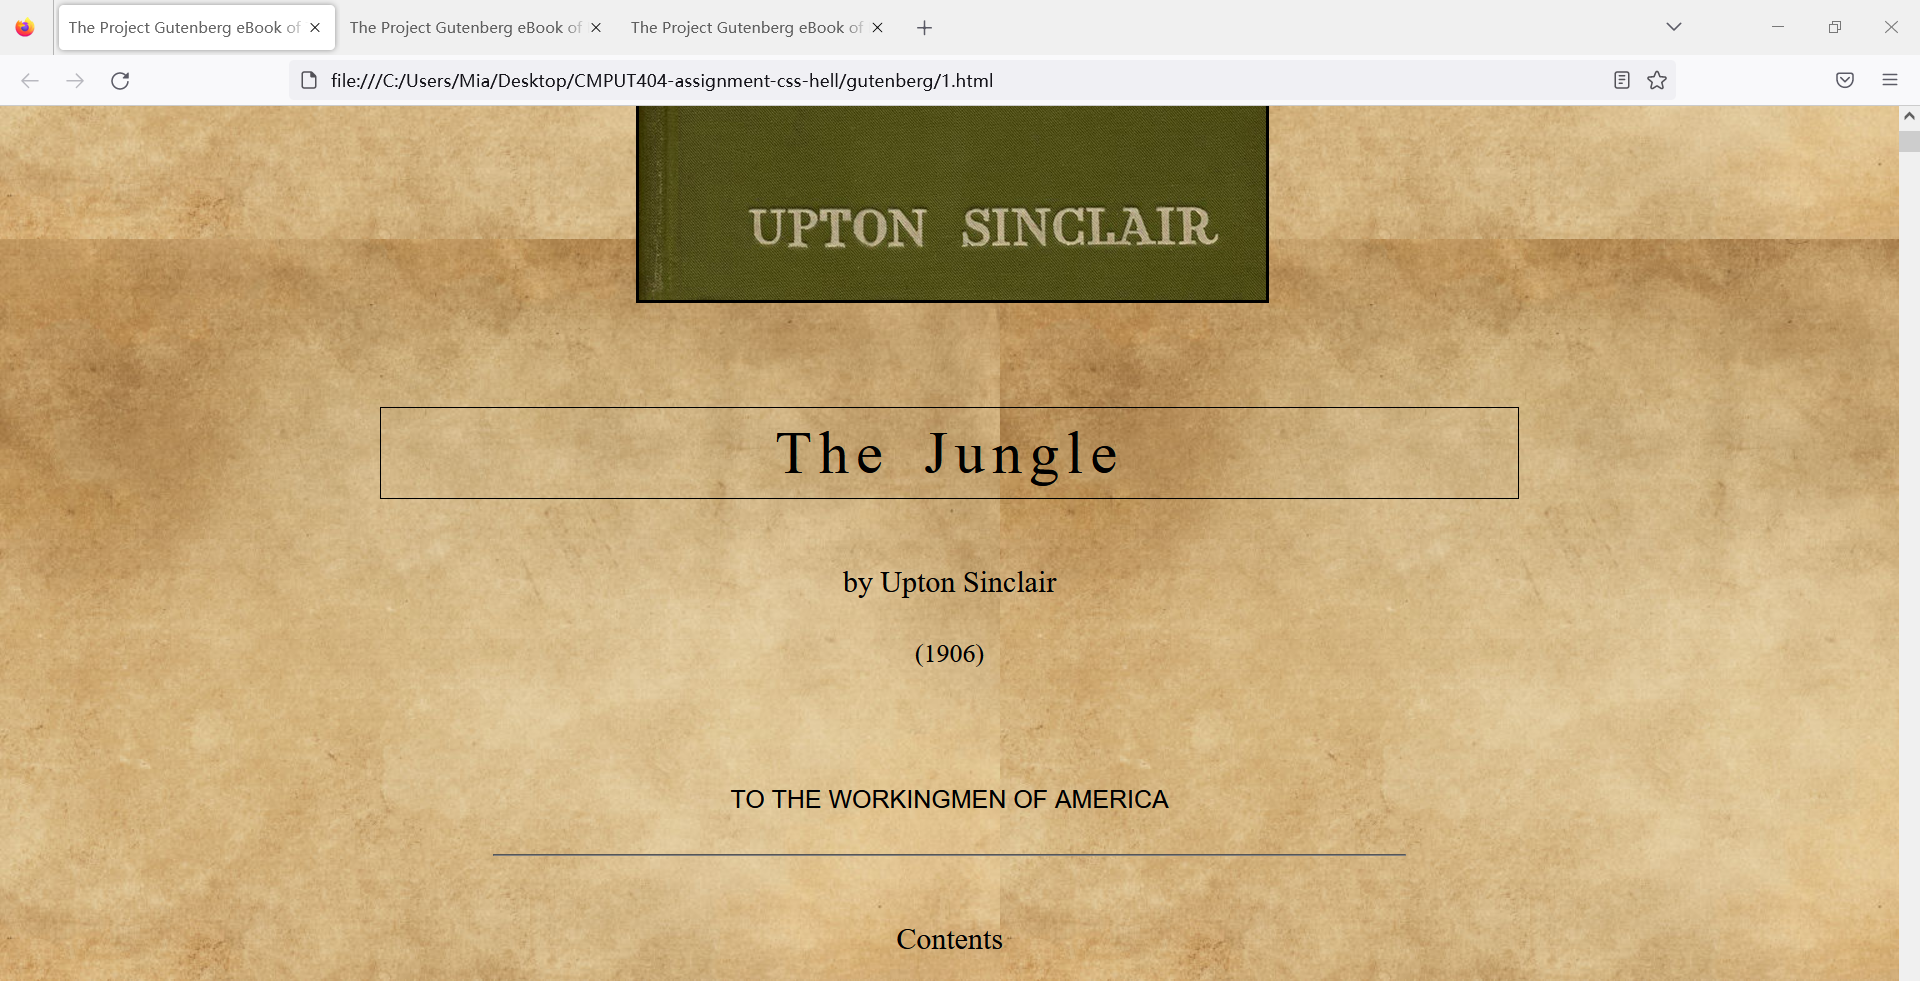 The Project Gutenberg eBook of
The Project Gutenberg eBook of
The Project Gutenberg eBook of
file:///C:/Users/Mia/Desktop/CMPUT404-assignment-css-hell/gutenberg/1.html
UPTON SINCLAIR
The Jungle
by Upton Sinclair
(1906)
TO THE WORKINGMEN OF AMERICA
Contents